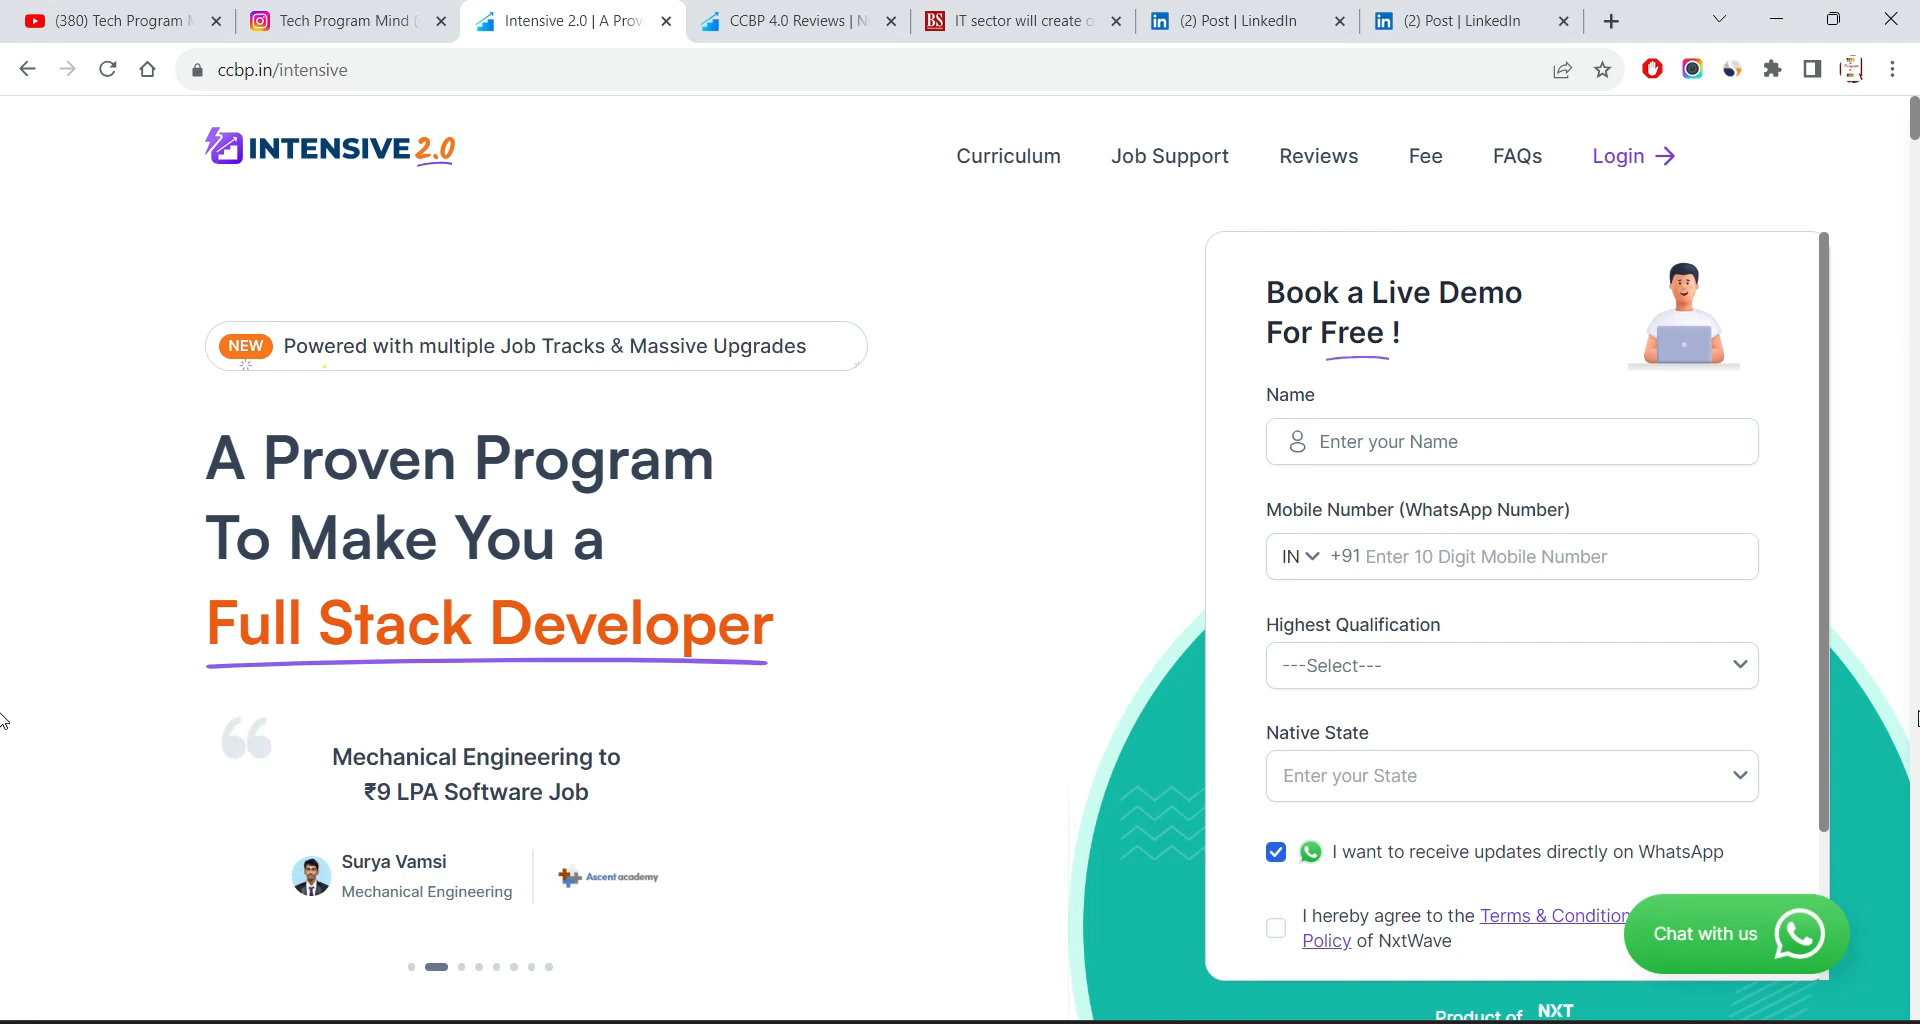 (380) Tech Program
Tech Program Mind
Intensive 2.0 | A Prov
CCBP 4.0 Reviews |
BS
IT sector will create
(2) Post | LinkedIn
(2) Post | LinkedIn
ccbp.in/intensive
INTENSIVE 2.0
Curriculum
Job Support
Reviews
Fee
FAQs
Login
NEW Powered with multiple Job Tracks & Massive Upgrades
A Proven Program
To Make You a
Full Stack Developer
Mechanical Engineering to
₹9 LPA Software Job
Surya Vamsi
Mechanical Engineering
Ascent academy
Book a Live Demo
For Free !
Name
Enter your Name
Mobile Number (WhatsApp Number)
IN +91 Enter 10 Digit Mobile Number
Highest Qualification
---Select---
Native State
Enter your State
I want to receive updates directly on WhatsApp
I hereby agree to the Terms & Condition
Policy of NxtWave
Chat with us
Product of NXT